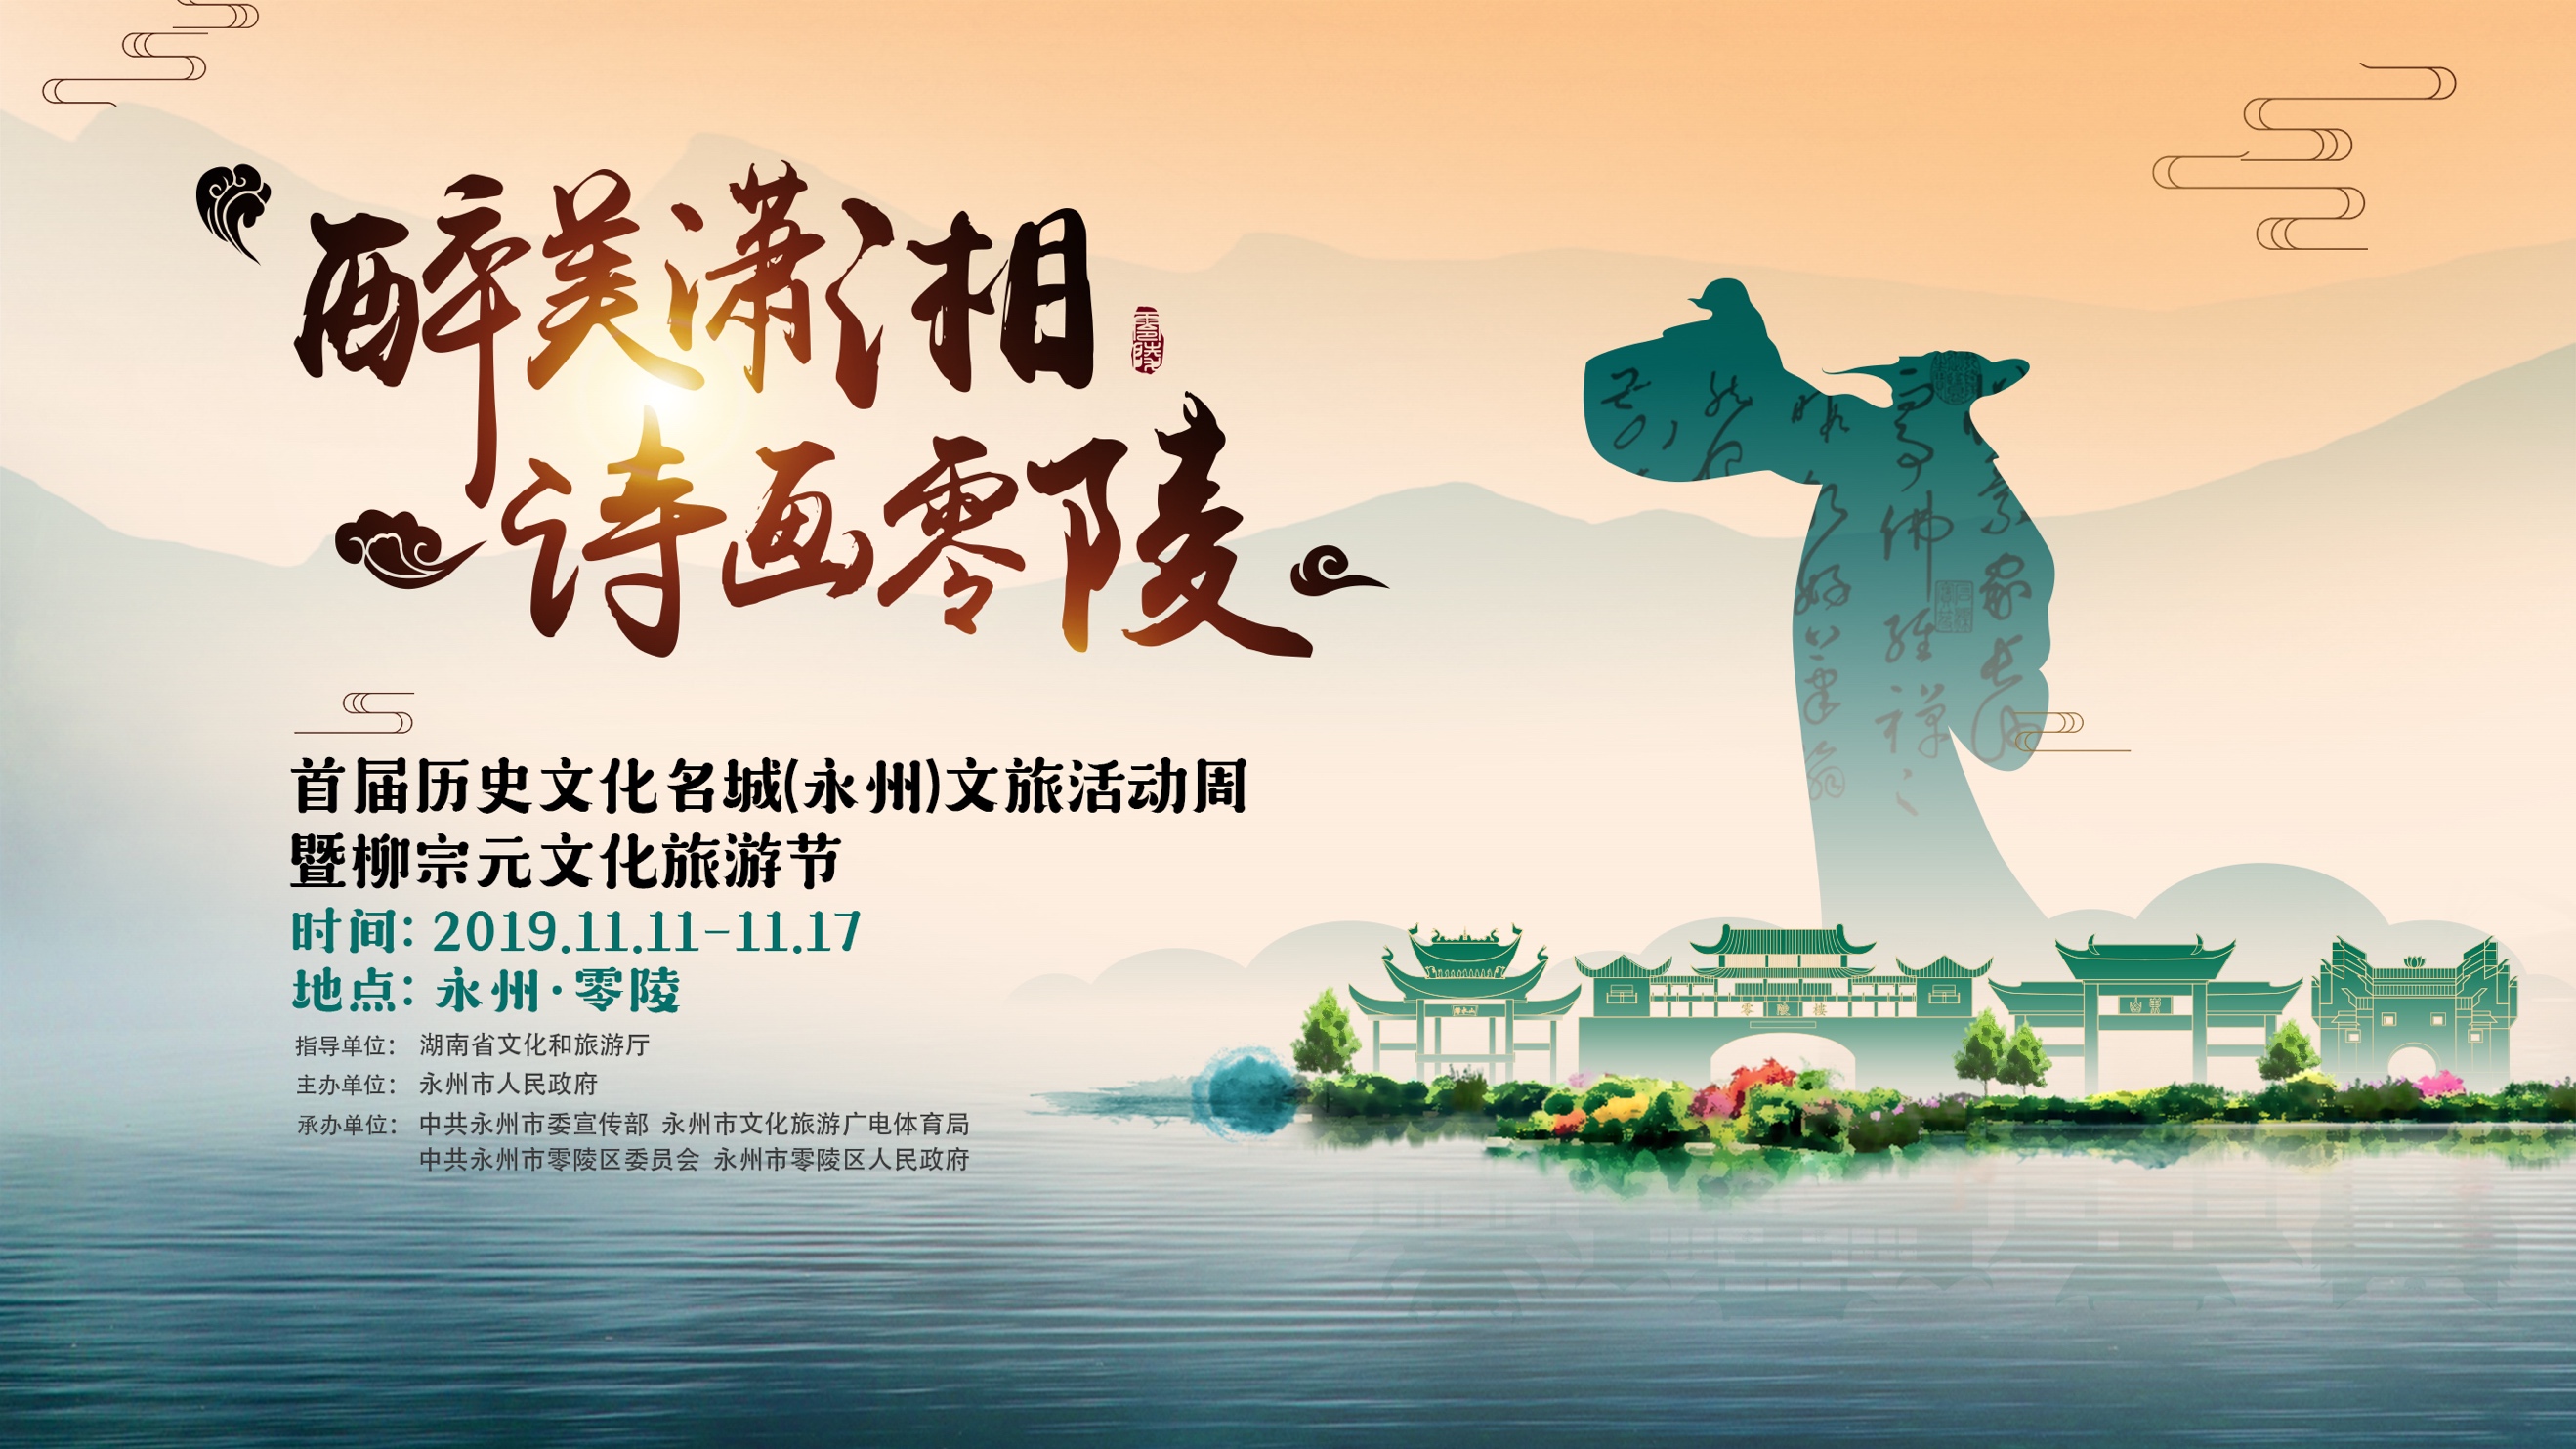 醉美潇湘
零陵
诗画零陵
首届历史文化名城(永州)文旅活动周
暨柳宗元文化旅游节
时间：2019.11.11-11.17
地点：永州·零陵
指导单位： 湖南省文化和旅游厅
主办单位： 永州市人民政府
承办单位： 中共永州市委宣传部 永州市文化旅游广电体育局
中共永州市零陵区委员会 永州市零陵区人民政府
零陵楼